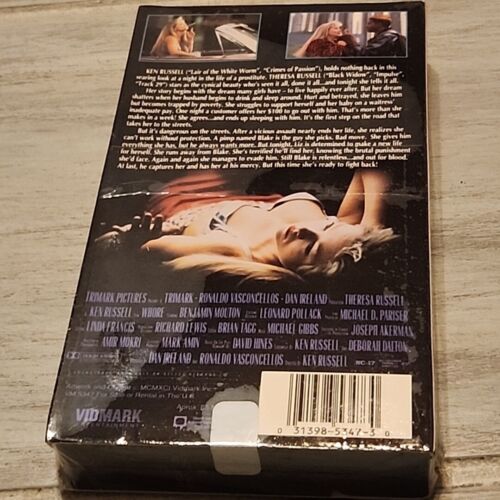 KEN RUSSELL ("Lair of the White Worm", "Crimes of Passion"), holds nothing back in this
searing look at a night in the life of a prostitute. THERESA RUSSELL ("Black Widow", "Impulse",
"Track 29") stars as the cynical beauty who's seen it all, done it all...and tonight she tells it all.
Her story begins with the dream many girls have – to live happily ever after. But her dream
shatters when her husband begins to drink and sleep around. Hurt and betrayed, she leaves him
but becomes trapped by poverty. She struggles to support herself and her baby on a waitress'
inadequate pay. One night a customer offers her $100 to go out with him. That's more than she
makes in a week! She agrees...and ends up sleeping with him. It's the first step on the road that
takes her to the streets.
But it's dangerous on the streets. After a vicious assault nearly ends her life, she realizes she
can't work without protection. A pimp named Blake is the guy she picks. Bad move. She gives him
everything she has, but he always wants more. But tonight, Liz is determined to make a new life
for herself. She runs away from Blake. She's terrified he'll find her, knowing the brutal punishment
she'd face. Again and again she manages to evade him. Still Blake is relentless...and out for blood.
At last, he captures her and has her at his mercy. But this time she's ready to fight back!
TRIMARK PICTURES TRIMARK - RONALDO VASCONCELLOS - DAN IRELAND THERESA RUSSELL
KEN RUSSELL WHORE BENJAMIN MOUTON LEONARD POLLACK MICHAEL D. PARISER
LINDA FRANCIS RICHARD LEWIS BRIAN TAGG MICHAEL GIBBS JOSEPH AKERMAN
AMIR MOKRI MARK AMIN DAVID HINES KEN RUSSELL DEBORAH DALTON
DAN IRELAND RONALDO VASCONCELLOS KEN RUSSELL NC-17
MCMXCI Vidmark Inc.
VM 5347 For Sale or Rental in The U.S.
VIDMARK
ENTERTAINMENT
0 31398-5347-3 0